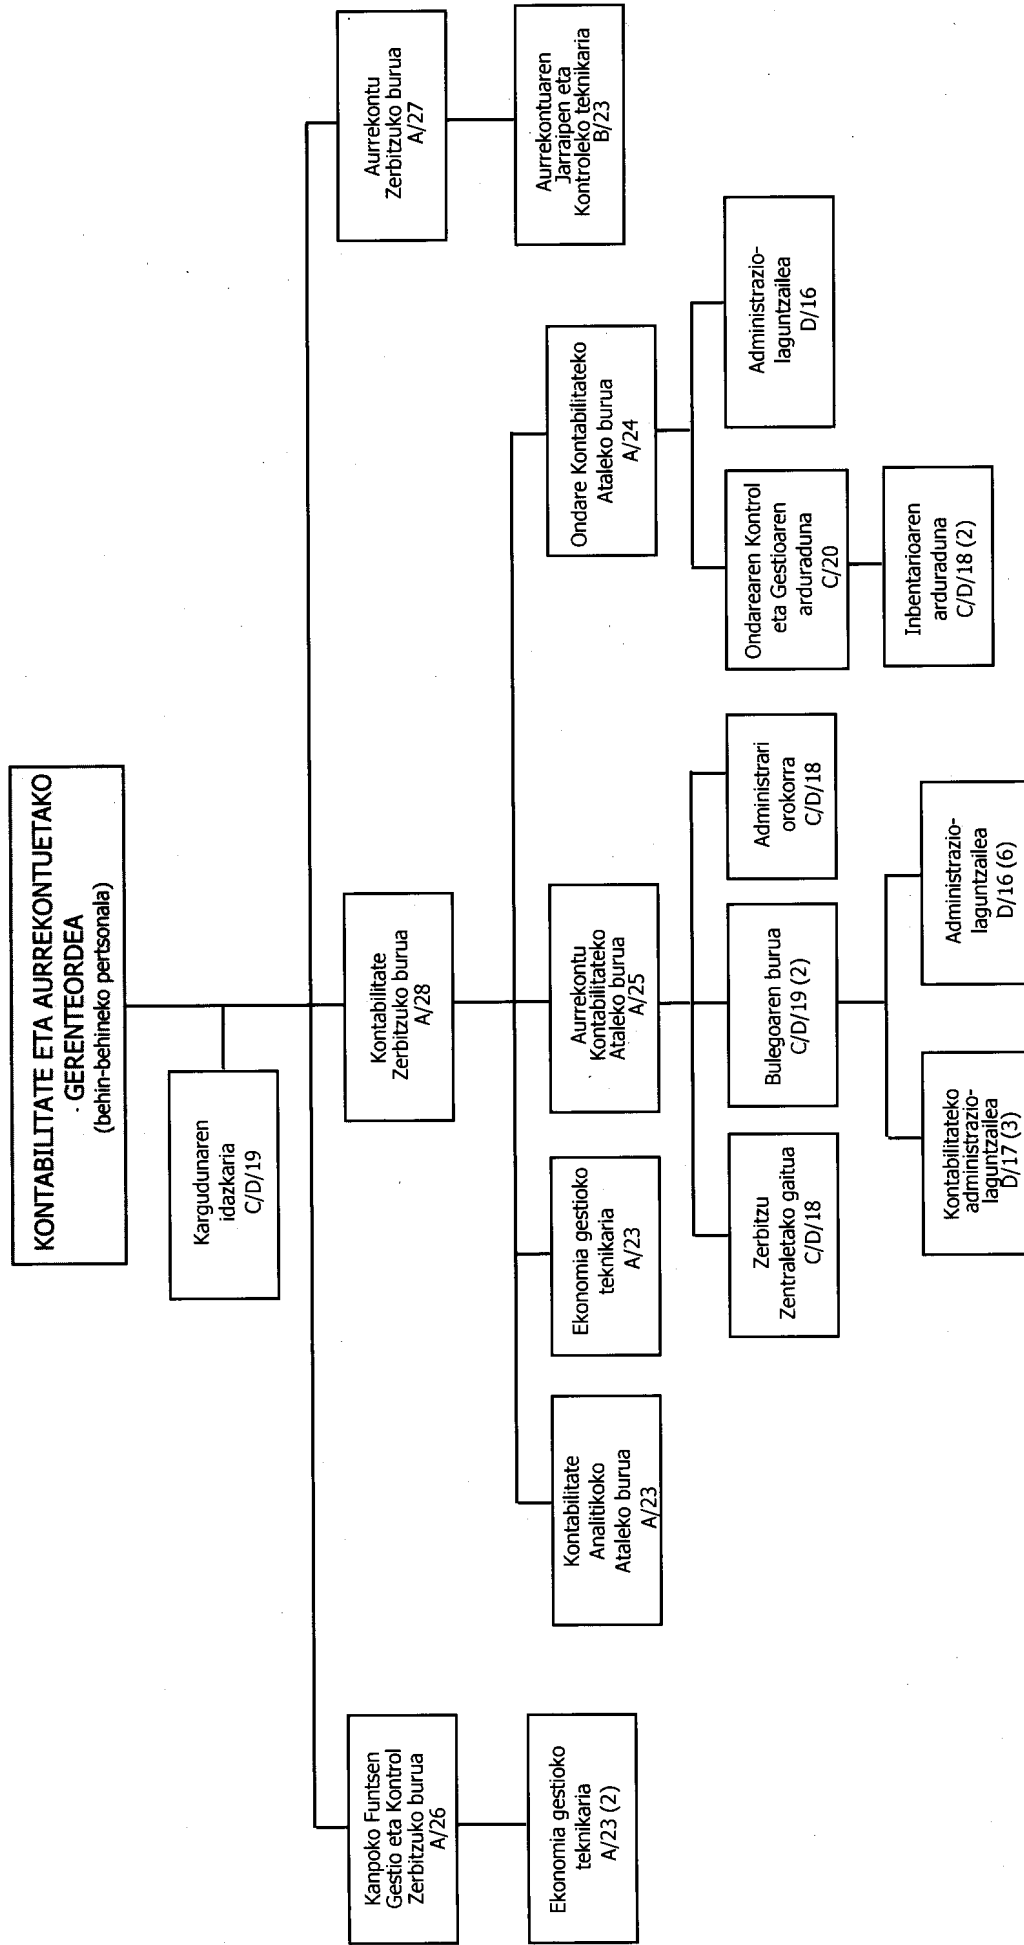 KONTABILITATE ETA AURREKONTUETAKO
GERENTEORDEA
(behin-behineko pertsonala)
Kargudunaren
idazkaria
C/D/19
Kanpoko Funtsen
Gestio eta Kontrol
Zerbitzuko burua
A/26
Kontabilitate
Zerbitzuko burua
A/28
Aurrekontu
Zerbitzuko burua
A/27
Ekonomia gestioko
teknikaria
A/23 (2)
Kontabilitate
Analitikoko
Ataleko burua
A/23
Ekonomia gestioko
teknikaria
A/23
Aurrekontu
Kontabilitateko
Ataleko burua
A/25
Ondare Kontabilitateko
Ataleko burua
A/24
Aurrekontuaren
Jarraipen eta
Kontroleko teknikaria
B/23
Zerbitzu
Zentraletako gaitua
C/D/18
Bulegoaren burua
C/D/19 (2)
Administrari
orokorra
C/D/18
Ondarearen Kontrol
eta Gestioaren
arduraduna
C/20
Administrazio-
laguntzailea
D/16
Kontabilitateko
administrazio-
laguntzailea
D/17 (3)
Administrazio-
laguntzailea
D/16 (6)
Inbentarioaren
arduraduna
C/D/18 (2)